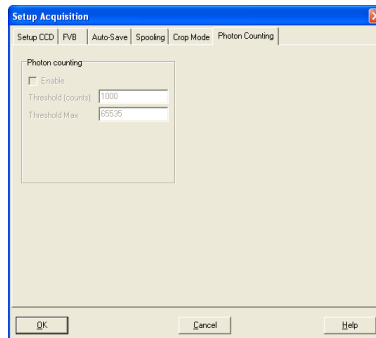 Setup Acquisition
Setup CCD FVB Auto-Save Spooling Crop Mode Photon Counting
Photon counting
Enable
Threshold (counts) 1000
Threshold Max 65535
OK Cancel Help